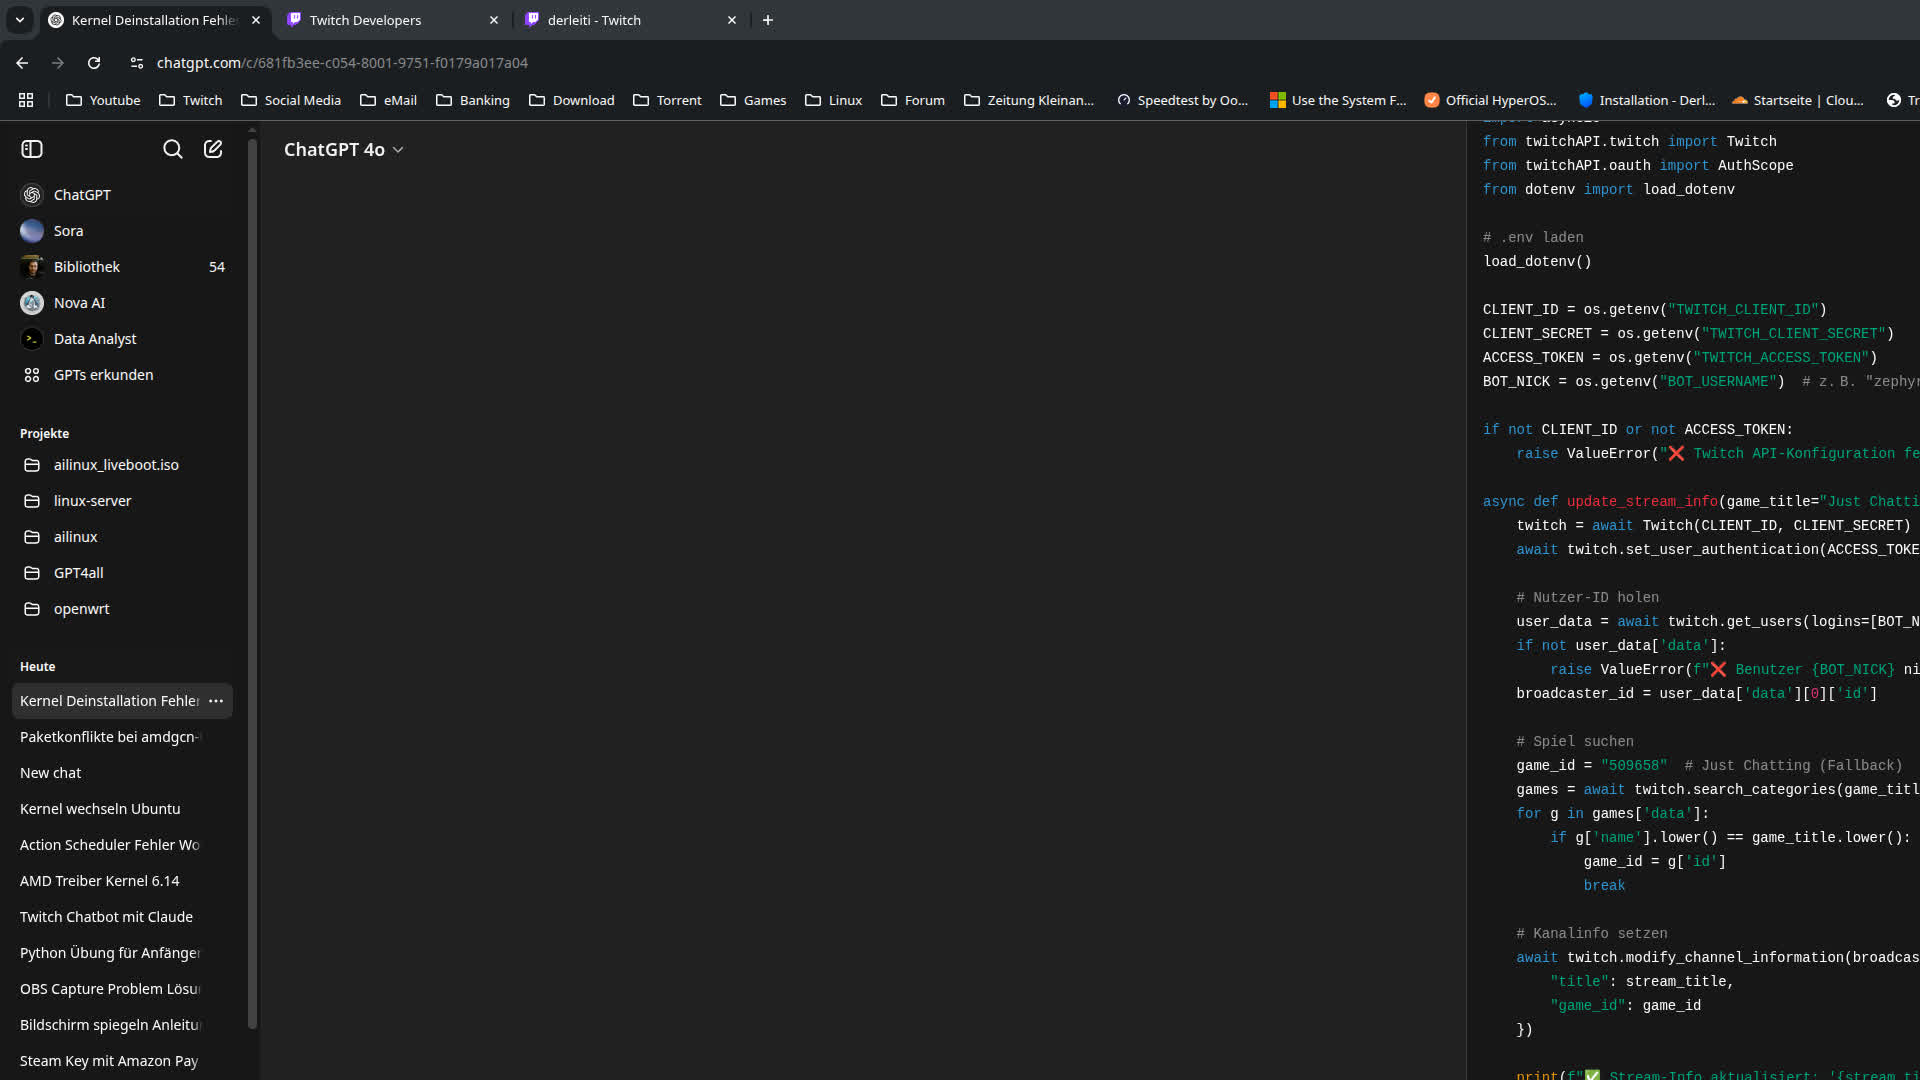 Kernel Deinstallation Fehle
Twitch Developers
derleiti - Twitch
chatgpt.com/c/681fb3ee-c054-8001-9751-f0179a017a04
Youtube
Twitch
Social Media
eMail
Banking
Download
Torrent
Games
Linux
Forum
Zeitung Kleinan...
Speedtest by Oo...
Use the System F...
Official HyperOS...
Installation - Derl...
Startseite | Clou...
Tr
ChatGPT 4o
ChatGPT
Sora
Bibliothek 54
Nova AI
Data Analyst
GPTs erkunden
Projekte
ailinux_liveboot.iso
linux-server
ailinux
GPT4all
openwrt
Heute
Kernel Deinstallation Fehler
Paketkonflikte bei amdgcn-
New chat
Kernel wechseln Ubuntu
Action Scheduler Fehler Wo
AMD Treiber Kernel 6.14
Twitch Chatbot mit Claude
Python Übung für Anfänger
OBS Capture Problem Lösu
Bildschirm spiegeln Anleitu
Steam Key mit Amazon Pay
from twitchAPI.twitch import Twitch
from twitchAPI.oauth import AuthScope
from dotenv import load_dotenv
# .env laden
load_dotenv()
CLIENT_ID = os.getenv("TWITCH_CLIENT_ID")
CLIENT_SECRET = os.getenv("TWITCH_CLIENT_SECRET")
ACCESS_TOKEN = os.getenv("TWITCH_ACCESS_TOKEN")
BOT_NICK = os.getenv("BOT_USERNAME")  # z. B. "zephyr
if not CLIENT_ID or not ACCESS_TOKEN:
    raise ValueError("❌ Twitch API-Konfiguration fe
async def update_stream_info(game_title="Just Chatti
    twitch = await Twitch(CLIENT_ID, CLIENT_SECRET)
    await twitch.set_user_authentication(ACCESS_TOKE
    # Nutzer-ID holen
    user_data = await twitch.get_users(logins=[BOT_N
    if not user_data['data']:
        raise ValueError(f"❌ Benutzer {BOT_NICK} ni
    broadcaster_id = user_data['data'][0]['id']
    # Spiel suchen
    game_id = "509658"  # Just Chatting (Fallback)
    games = await twitch.search_categories(game_titl
    for g in games['data']:
        if g['name'].lower() == game_title.lower():
            game_id = g['id']
            break
    # Kanalinfo setzen
    await twitch.modify_channel_information(broadcas
        "title": stream_title,
        "game_id": game_id
    })
    print(f"✅ Stream-Info aktualisiert: '{stream_ti